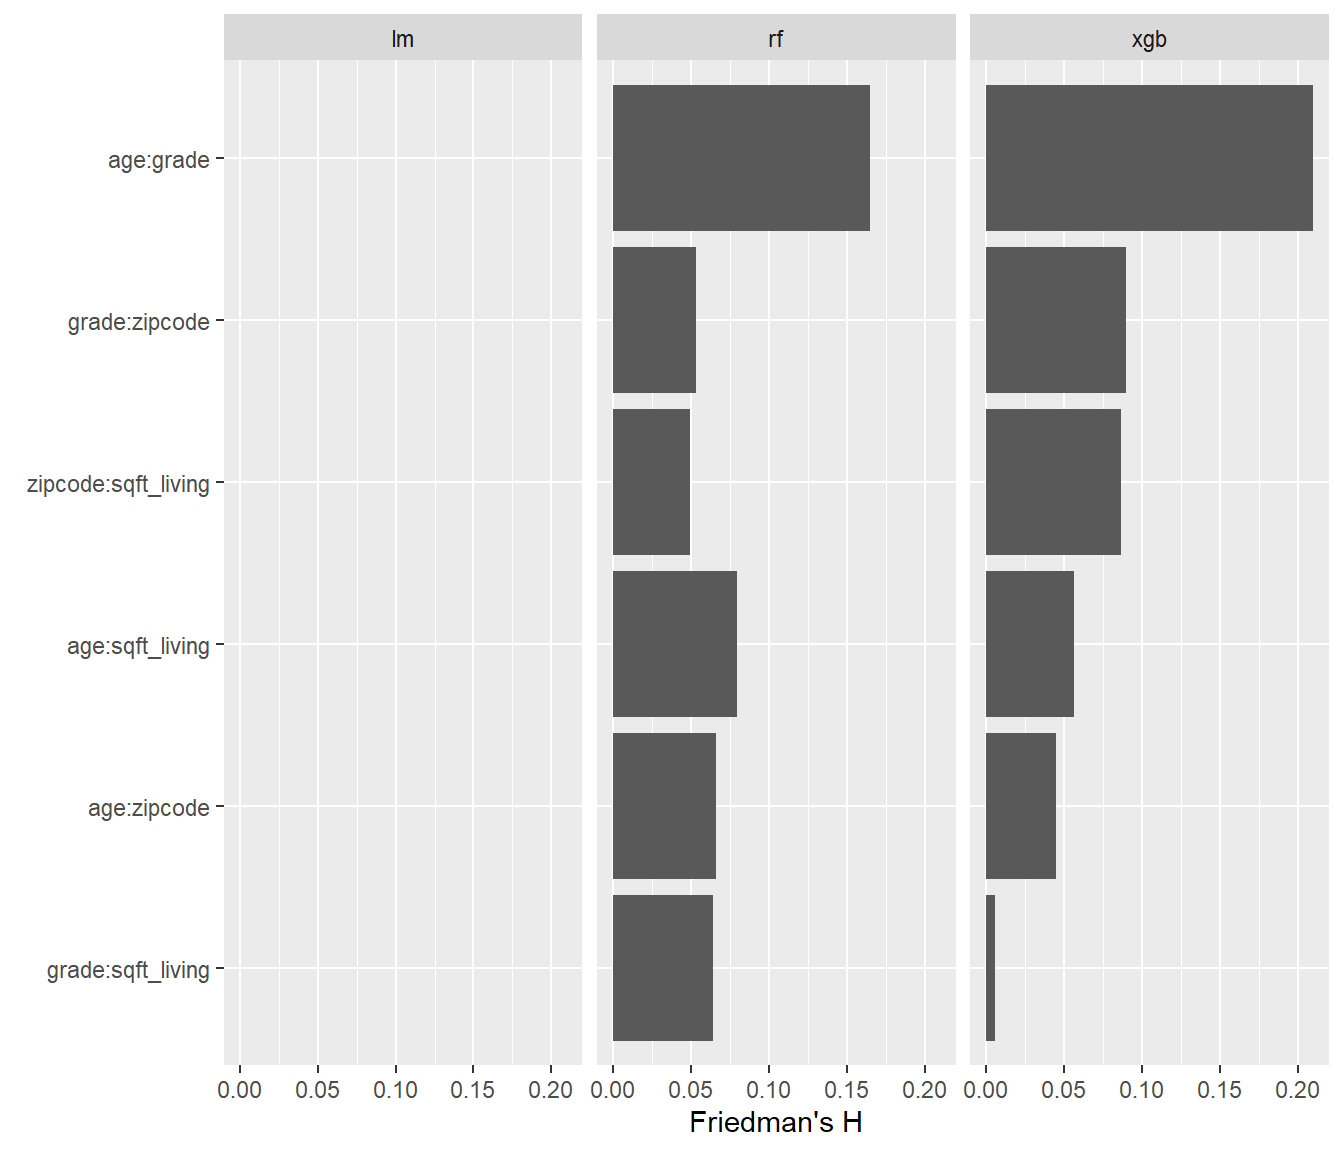 lm
rf
xgb
age:grade
grade:zipcode
zipcode:sqft_living
age:sqft_living
age:zipcode
grade:sqft_living
0.00 0.05 0.10 0.15 0.20
0.00 0.05 0.10 0.15 0.20
0.00 0.05 0.10 0.15 0.20
Friedman's H